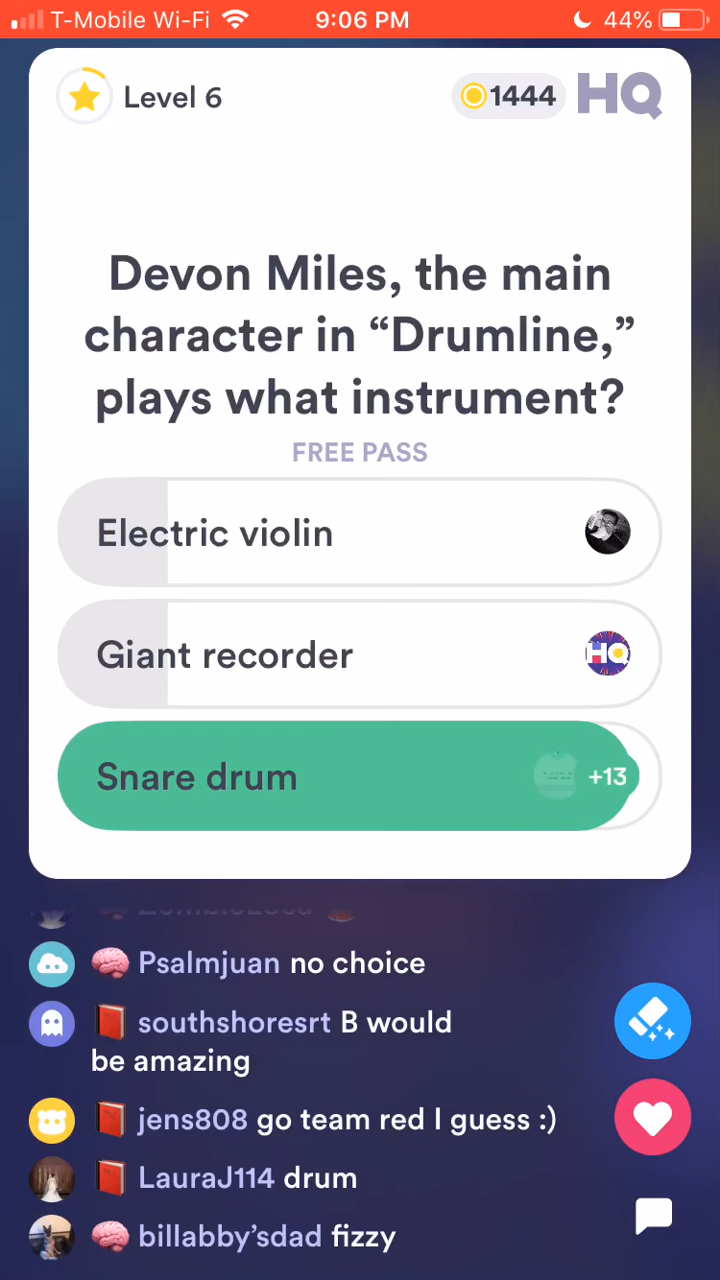 T-Mobile Wi-Fi 9:06 PM 44%
Level 6 1444 HQ
Devon Miles, the main
character in “Drumline,”
plays what instrument?
FREE PASS
Electric violin
Giant recorder HQ
Snare drum +13
Psalmjuan no choice
southshoresrt B would
be amazing
jens808 go team red I guess :)
LauraJ114 drum
billabby’sdad fizzy